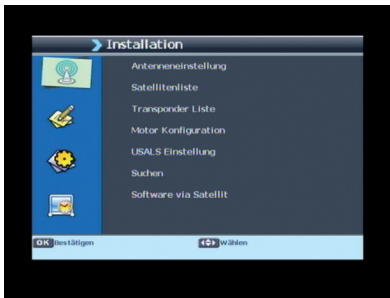 Installation
Antenneneinstellung
Satellitenliste
Transponder Liste
Motor Konfiguration
USALS Einstellung
Suchen
Software via Satellit
OK Bestätigen
Wählen